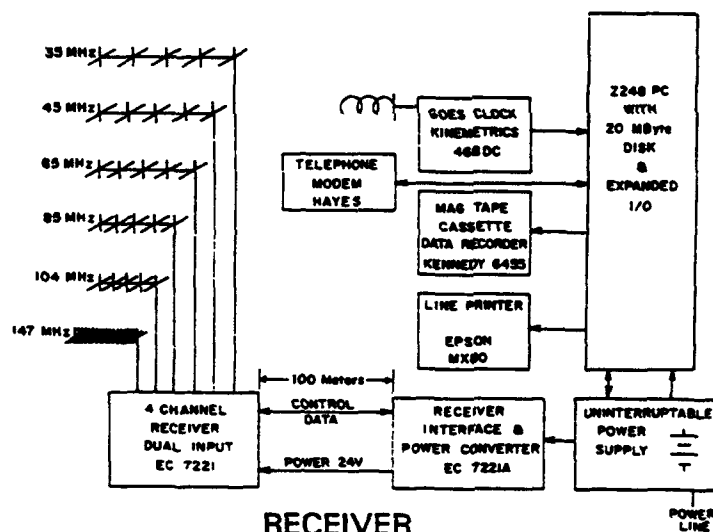 35 MHz
45 MHz
65 MHz
85 MHz
104 MHz
147 MHz
GOES CLOCK
KINEMETRICS
468DC
TELEPHONE
MODEM
HAYES
MAG TAPE
CASSETTE
DATA RECORDER
KENNEDY 6455
LINE PRINTER
EPSON
MX80
Z248 PC
WITH
20 MByte
DISK
&
EXPANDED
I/O
4 CHANNEL
RECEIVER
DUAL INPUT
EC 7221
100 Meters
CONTROL
DATA
POWER 24V
RECEIVER
INTERFACE &
POWER CONVERTER
EC 7221A
UNINTERRUPTABLE
POWER
SUPPLY
POWER
LINE
RECEIVER